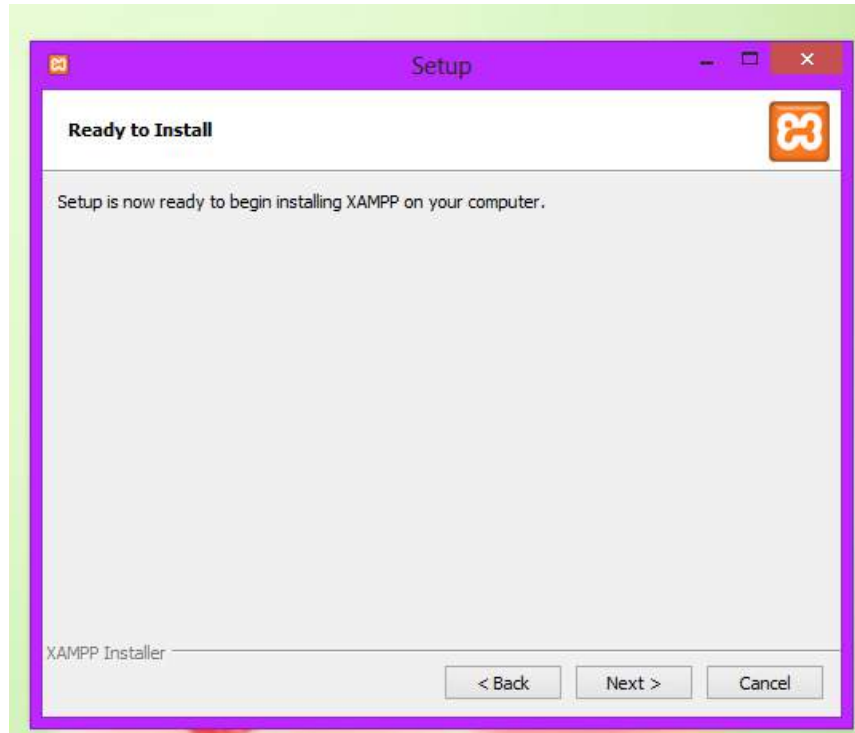 Setup
Ready to Install
Setup is now ready to begin installing XAMPP on your computer.
XAMPP Installer
< Back Next > Cancel